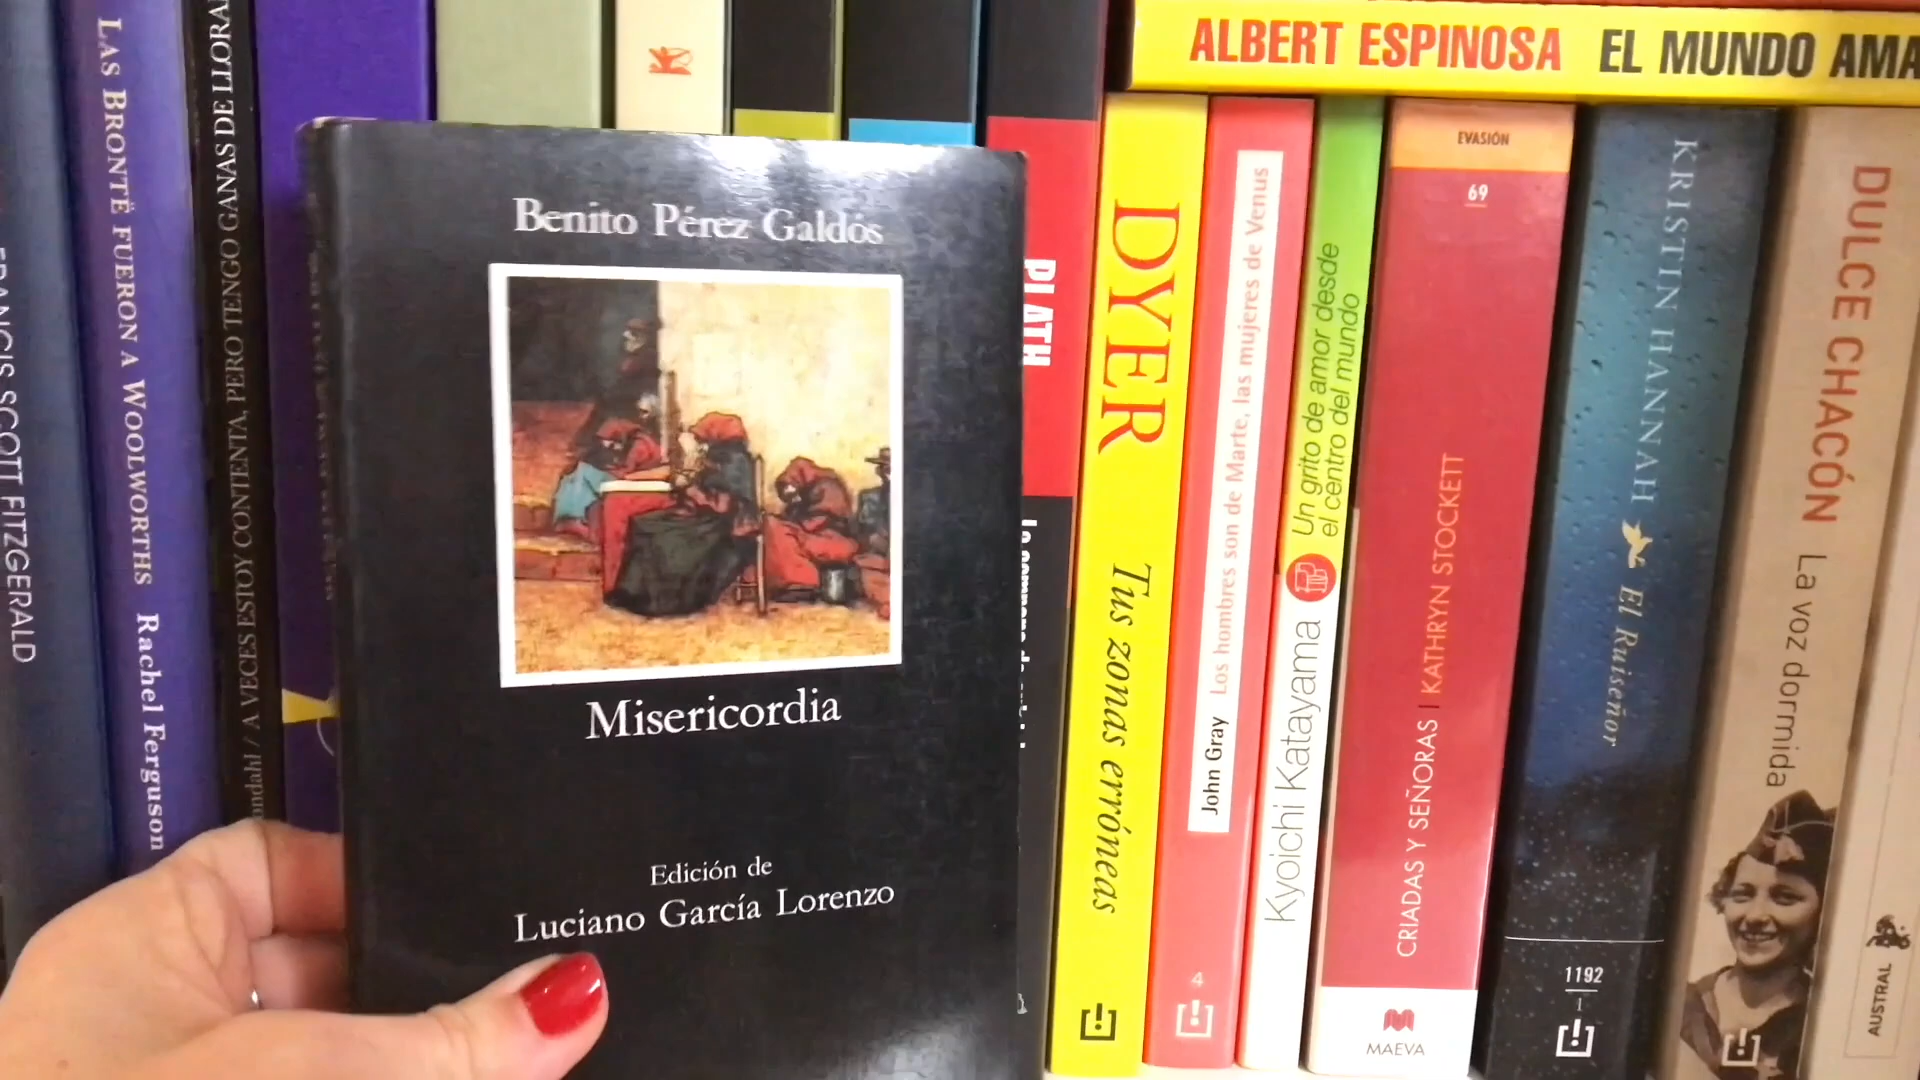 FRANCIS SCOTT FITZGERALD
LAS BRONTË FUERON A WOOLWORTHS Rachel Ferguson
A VECES ESTOY CONTENTA, PERO TENGO GANAS DE LLORAR
Benito Pérez Galdós
Misericordia
Edición de
Luciano García Lorenzo
PLATH
ALBERT ESPINOSA EL MUNDO AMA
DYER Tus zonas erróneas
John Gray Los hombres son de Marte, las mujeres de Venus
4
Kyoichi Katayama
Un grito de amor desde
el centro del mundo
EVASIÓN
69
CRIADAS Y SEÑORAS | KATHRYN STOCKETT
MAEVA
KRISTIN HANNAH El Ruiseñor
1192
1
DULCE CHACÓN La voz dormida
AUSTRAL